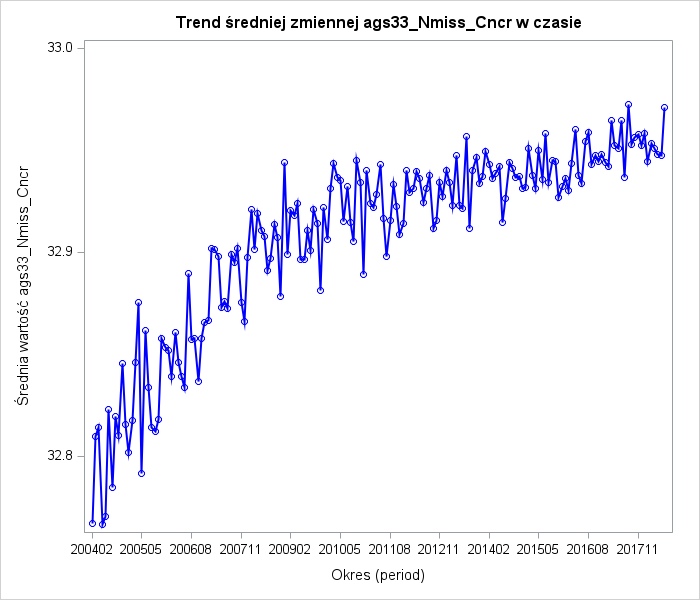 Trend średniej zmiennej ags33_Nmiss_Cncr w czasie
33.0
32.9
32.8
Średnia wartość ags33_Nmiss_Cncr
200402 200505 200608 200711 200902 201005 201108 201211 201402 201505 201608 201711
Okres (period)